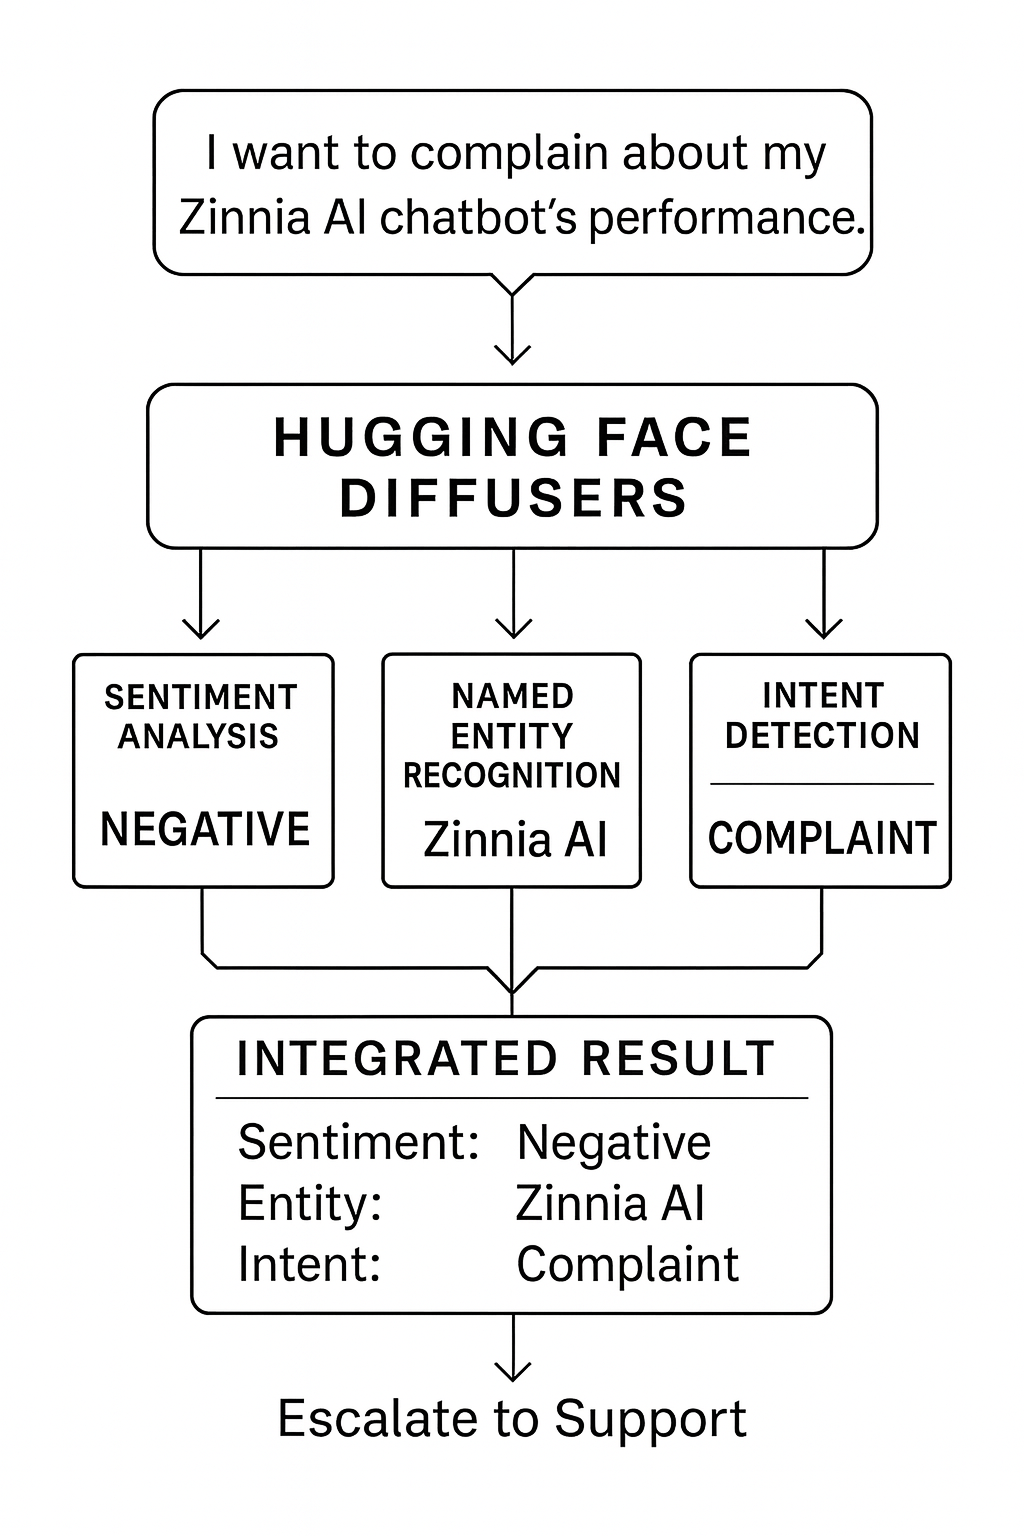 I want to complain about my
Zinnia AI chatbot’s performance.
HUGGING FACE
DIFFUSERS
SENTIMENT
ANALYSIS
NEGATIVE
NAMED
ENTITY
RECOGNITION
Zinnia AI
INTENT
DETECTION
COMPLAINT
INTEGRATED RESULT
Sentiment: Negative
Entity: Zinnia AI
Intent: Complaint
Escalate to Support